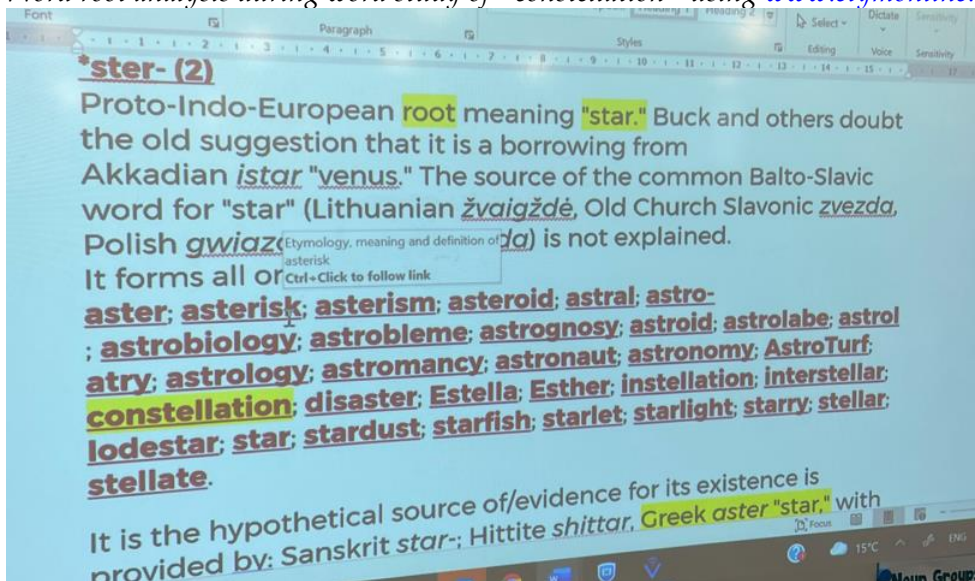 Word root analysis during word study of "constellation" using
Font
Paragraph
Styles
Select
Editing
Dictate
Voice
Sensitivity
Sensitivity
*ster- (2)
Proto-Indo-European root meaning "star." Buck and others doubt
the old suggestion that it is a borrowing from
Akkadian istar "venus." The source of the common Balto-Slavic
word for "star" (Lithuanian žvaigždė, Old Church Slavonic zvezda,
Polish gwiazd da) is not explained.
Etymology, meaning and definition of
asterisk
Ctrl+Click to follow link
It forms all or
aster; asterisk; asterism; asteroid; astral; astro-
; astrobiology; astrobleme; astrognosy; astroid; astrolabe; astrol
atry; astrology; astromancy; astronaut; astronomy; AstroTurf;
constellation; disaster; Estella; Esther; instellation; interstellar;
lodestar; star; stardust; starfish; starlet; starlight; starry; stellar;
stellate.
It is the hypothetical source of/evidence for its existence is
provided by: Sanskrit star-; Hittite shittar, Greek aster "star," with
Focus
15°C
ENG
Noun Group